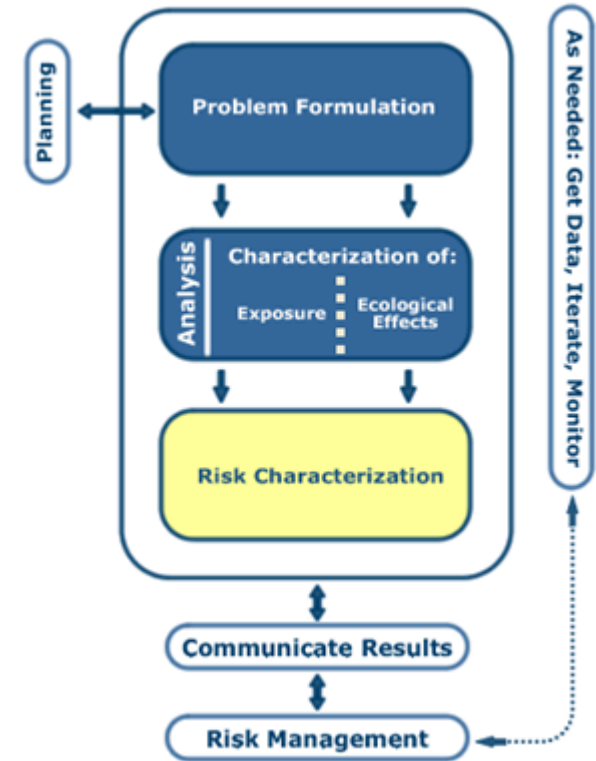 Planning
Problem Formulation
Analysis
Characterization of:
Exposure
Ecological
Effects
Risk Characterization
Communicate Results
Risk Management
As Needed: Get Data, Iterate, Monitor